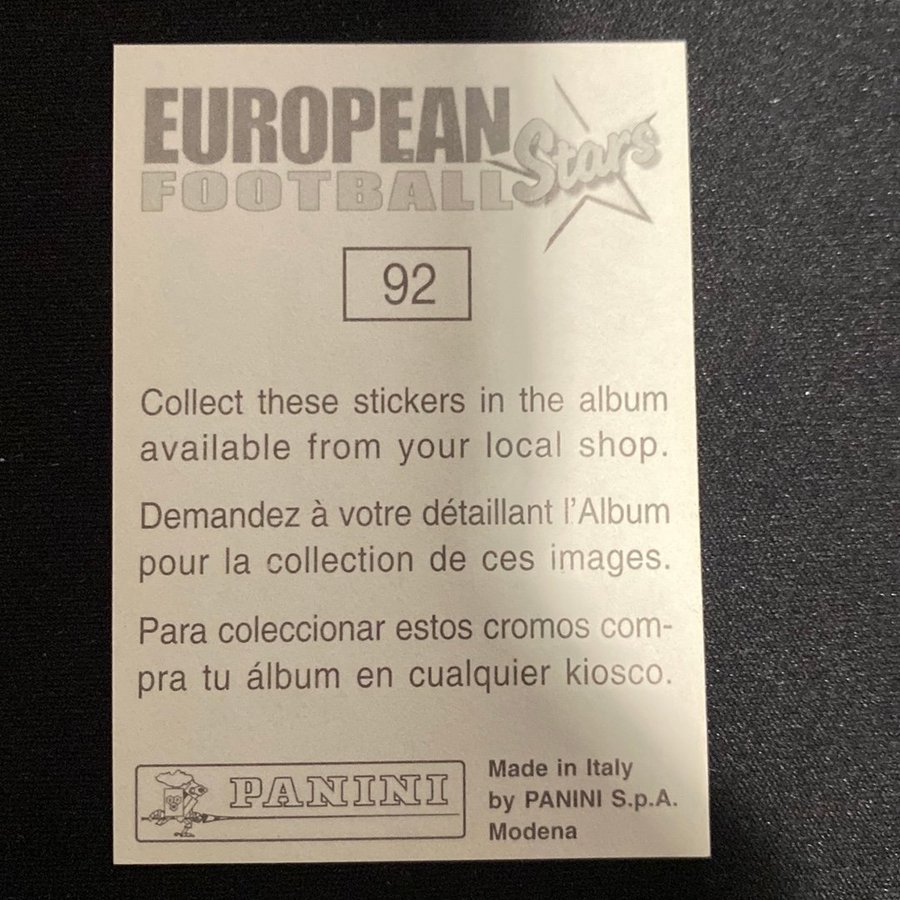 EUROPEAN
FOOTBALL Stars
92
Collect these stickers in the album
available from your local shop.
Demandez à votre détaillant l'Album
pour la collection de ces images.
Para coleccionar estos cromos com-
pra tu álbum en cualquier kiosco.
PANINI
Made in Italy
by PANINI S.p.A.
Modena